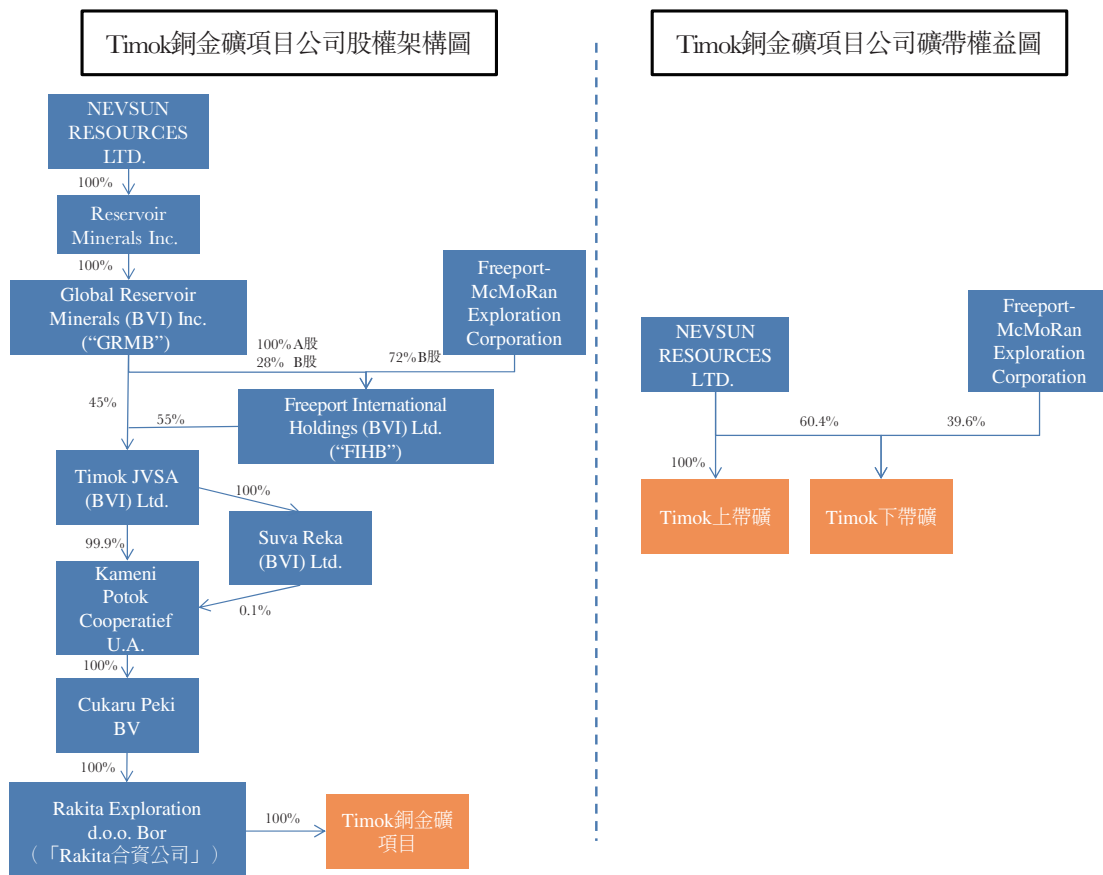 Timok銅金礦項目公司股權架構圖
NEVSUN
RESOURCES
LTD.
100%
Reservoir
Minerals Inc.
100%
Global Reservoir
Minerals (BVI) Inc.
(“GRMB”)
Freeport-
McMoRan
Exploration
Corporation
100%A股
28% B股
72%B股
45%
55%
Freeport International
Holdings (BVI) Ltd.
(“FIHB”)
Timok JVSA
(BVI) Ltd.
100%
Suva Reka
(BVI) Ltd.
99.9%
0.1%
Kameni
Potok
Cooperatief
U.A.
100%
Cukaru Peki
BV
100%
Rakita Exploration
d.o.o. Bor
（「Rakita合資公司」）
100%
Timok銅金礦
項目
Timok銅金礦項目公司礦帶權益圖
NEVSUN
RESOURCES
LTD.
Freeport-
McMoRan
Exploration
Corporation
60.4%
39.6%
100%
Timok上帶礦
Timok下帶礦